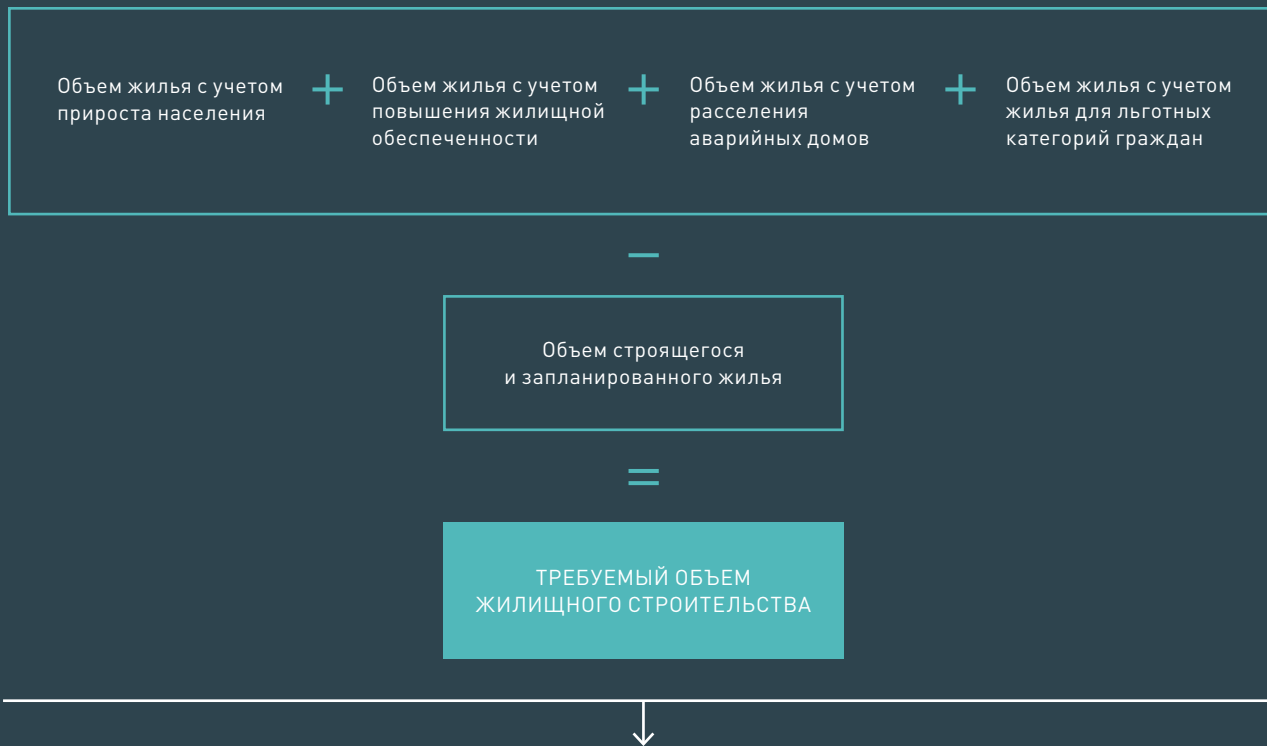 Объем жилья с учетом
прироста населения
+
Объем жилья с учетом
повышения жилищной
обеспеченности
+
Объем жилья с учетом
расселения
аварийных домов
+
Объем жилья с учетом
жилья для льготных
категорий граждан
−
Объем строящегося
и запланированного жилья
=
ТРЕБУЕМЫЙ ОБЪЕМ
ЖИЛИЩНОГО СТРОИТЕЛЬСТВА